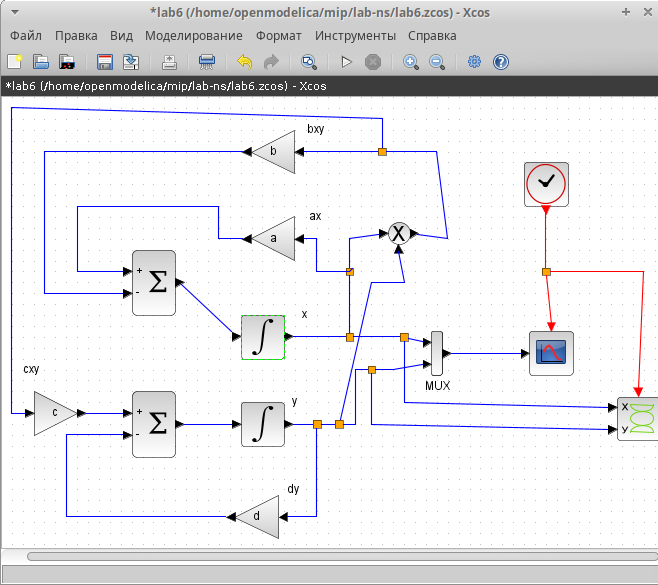 *lab6 (/home/openmodelica/mip/lab-ns/lab6.zcos) - Xcos
Файл Правка Вид Моделирование Формат Инструменты Справка
*lab6 (/home/openmodelica/mip/lab-ns/lab6.zcos) - Xcos
bxy
b
ax
a
X
+
-
Σ
∫
x
MUX
cxy
c
+
-
Σ
∫
y
X
Y
dy
d